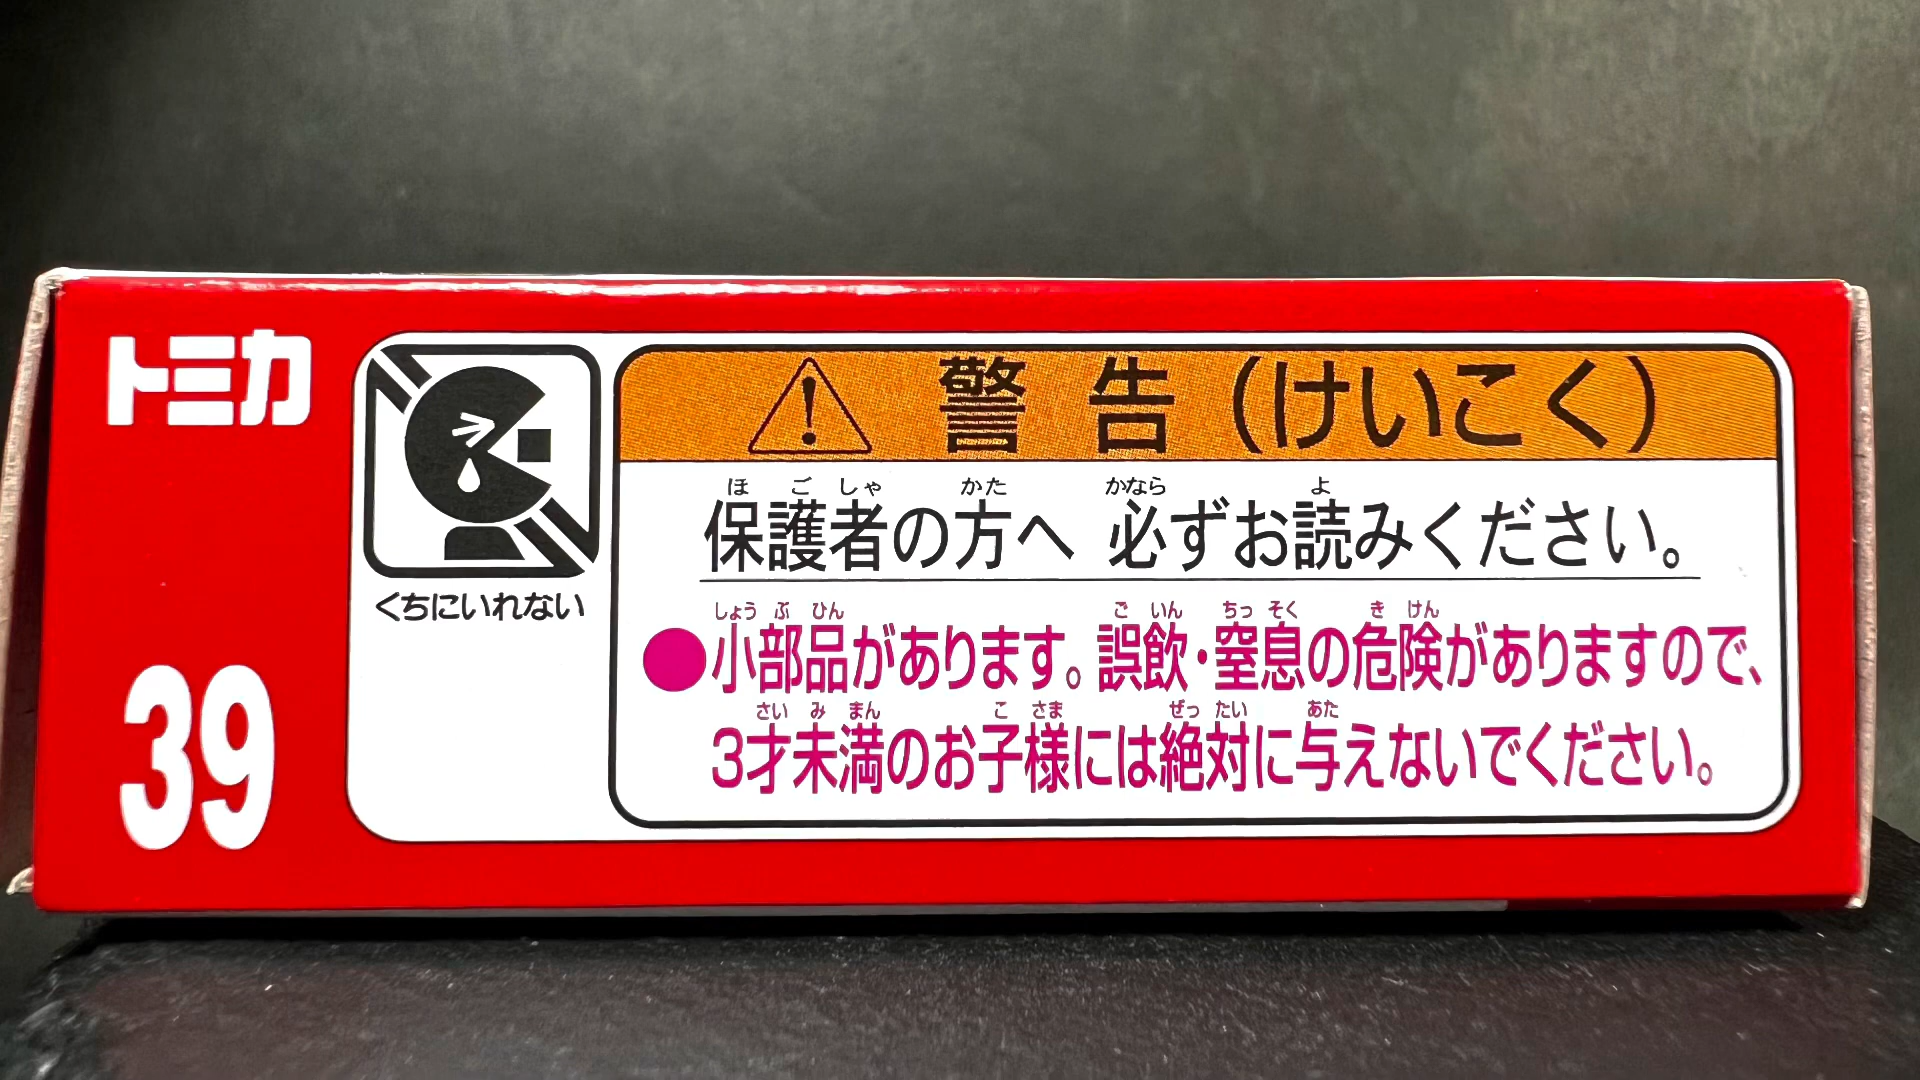 トミカ
39
くちにいれない
警告(けいこく)
ほごしゃ かた かなら よ
保護者の方へ 必ずお読みください。
しょうぶひん ごいん ちっそく きけん
●小部品があります。誤飲・窒息の危険がありますので、
さいみまん こさま ぜったい あた
3才未満のお子様には絶対に与えないでください。